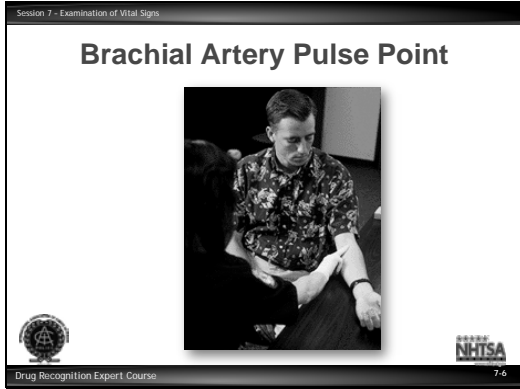 Session 7 - Examination of Vital Signs
Brachial Artery Pulse Point
NHTSA
Drug Recognition Expert Course
7-6